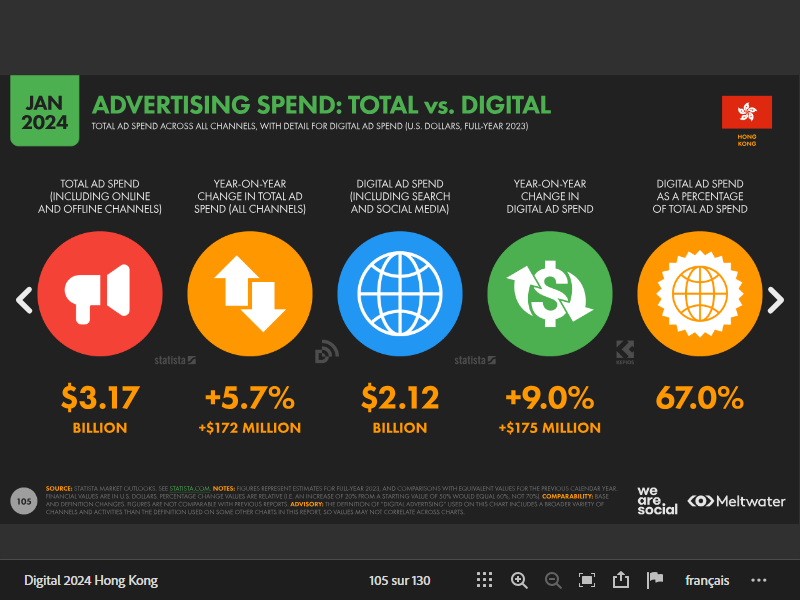 JAN
2024
ADVERTISING SPEND: TOTAL vs. DIGITAL
TOTAL AD SPEND ACROSS ALL CHANNELS, WITH DETAIL FOR DIGITAL AD SPEND (U.S. DOLLARS, FULL-YEAR 2023)
HONG
KONG
TOTAL AD SPEND
(INCLUDING ONLINE
AND OFFLINE CHANNELS)
YEAR-ON-YEAR
CHANGE IN TOTAL AD
SPEND (ALL CHANNELS)
DIGITAL AD SPEND
(INCLUDING SEARCH
AND SOCIAL MEDIA)
YEAR-ON-YEAR
CHANGE IN
DIGITAL AD SPEND
DIGITAL AD SPEND
AS A PERCENTAGE
OF TOTAL AD SPEND
statista
statista
KEPIOS
$3.17
BILLION
+5.7%
+$172 MILLION
$2.12
BILLION
+9.0%
+$175 MILLION
67.0%
105
SOURCE: STATISTA MARKET OUTLOOKS. SEE STATISTA.COM. NOTES: FIGURES REPRESENT ESTIMATES FOR FULL-YEAR 2023, AND COMPARISONS WITH EQUIVALENT VALUES FOR THE PREVIOUS CALENDAR YEAR.
FINANCIAL VALUES ARE IN U.S. DOLLARS. PERCENTAGE CHANGE VALUES ARE RELATIVE (I.E. AN INCREASE OF 20% FROM A STARTING VALUE OF 50% WOULD EQUAL 60%, NOT 70%). COMPARABILITY: BASE
AND DEFINITION CHANGES. FIGURES ARE NOT COMPARABLE WITH PREVIOUS REPORTS. ADVISORY: THE DEFINITION OF "DIGITAL ADVERTISING" USED ON THIS CHART INCLUDES A BROADER VARIETY OF
CHANNELS AND ACTIVITIES THAN THE DEFINITION USED ON SOME OTHER CHARTS IN THIS REPORT, SO VALUES MAY NOT CORRELATE ACROSS CHARTS.
we
are.
social
Meltwater
Digital 2024 Hong Kong
105 sur 130
français